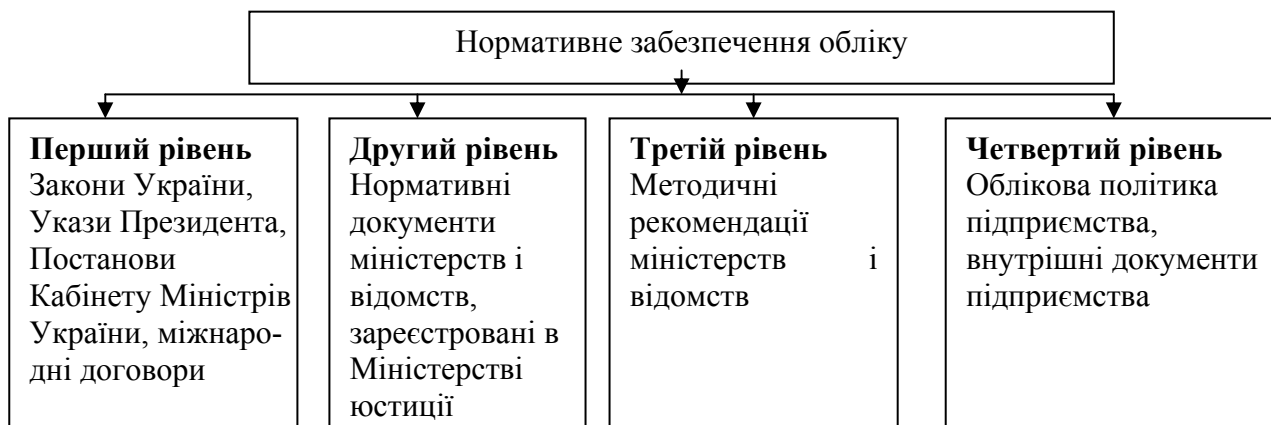 Нормативне забезпечення обліку
Перший рівень
Закони України,
Укази Президента,
Постанови
Кабінету Міністрів
України, міжнаро-
дні договори
Другий рівень
Нормативні
документи
міністерств і
відомств,
зареєстровані в
Міністерстві
юстиції
Третій рівень
Методичні
рекомендації
міністерств і
відомств
Четвертий рівень
Облікова політика
підприємства,
внутрішні документи
підприємства